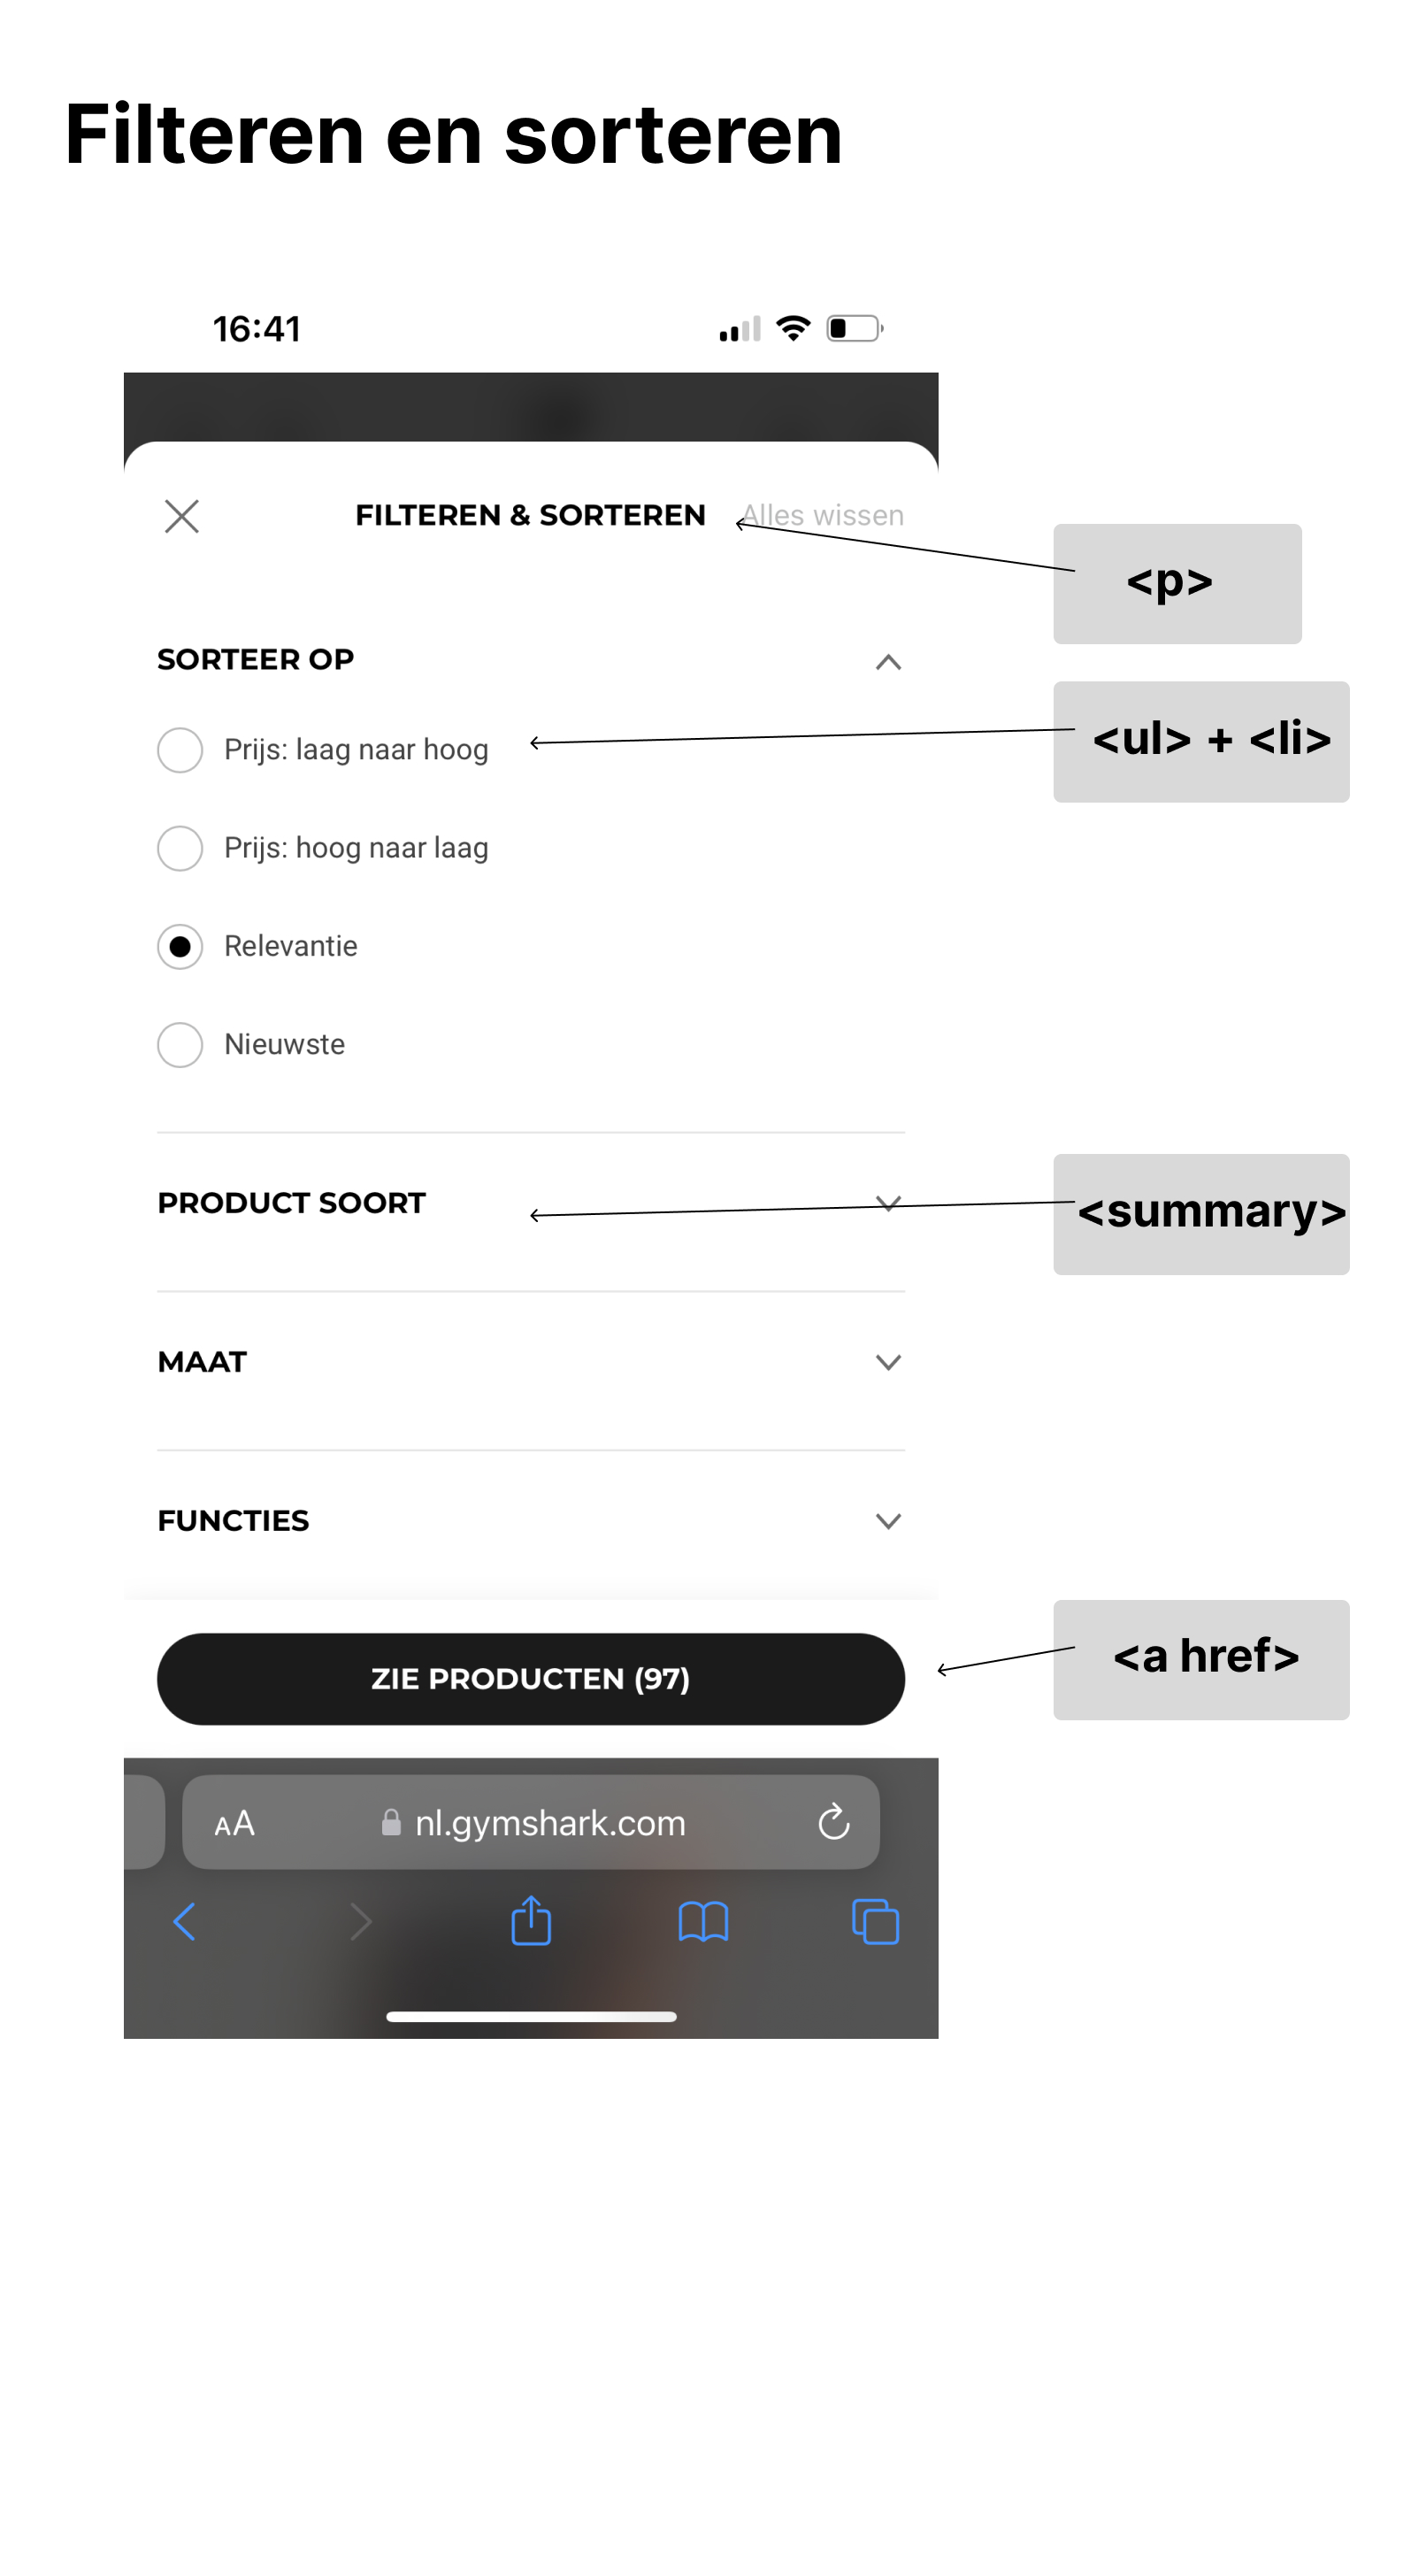 Filteren en sorteren
16:41
FILTEREN & SORTEREN
Alles wissen
<p>
SORTEER OP
Prijs: laag naar hoog
<ul> + <li>
Prijs: hoog naar laag
Relevantie
Nieuwste
PRODUCT SOORT
<summary>
MAAT
FUNCTIES
ZIE PRODUCTEN (97)
<a href>
AA
nl.gymshark.com